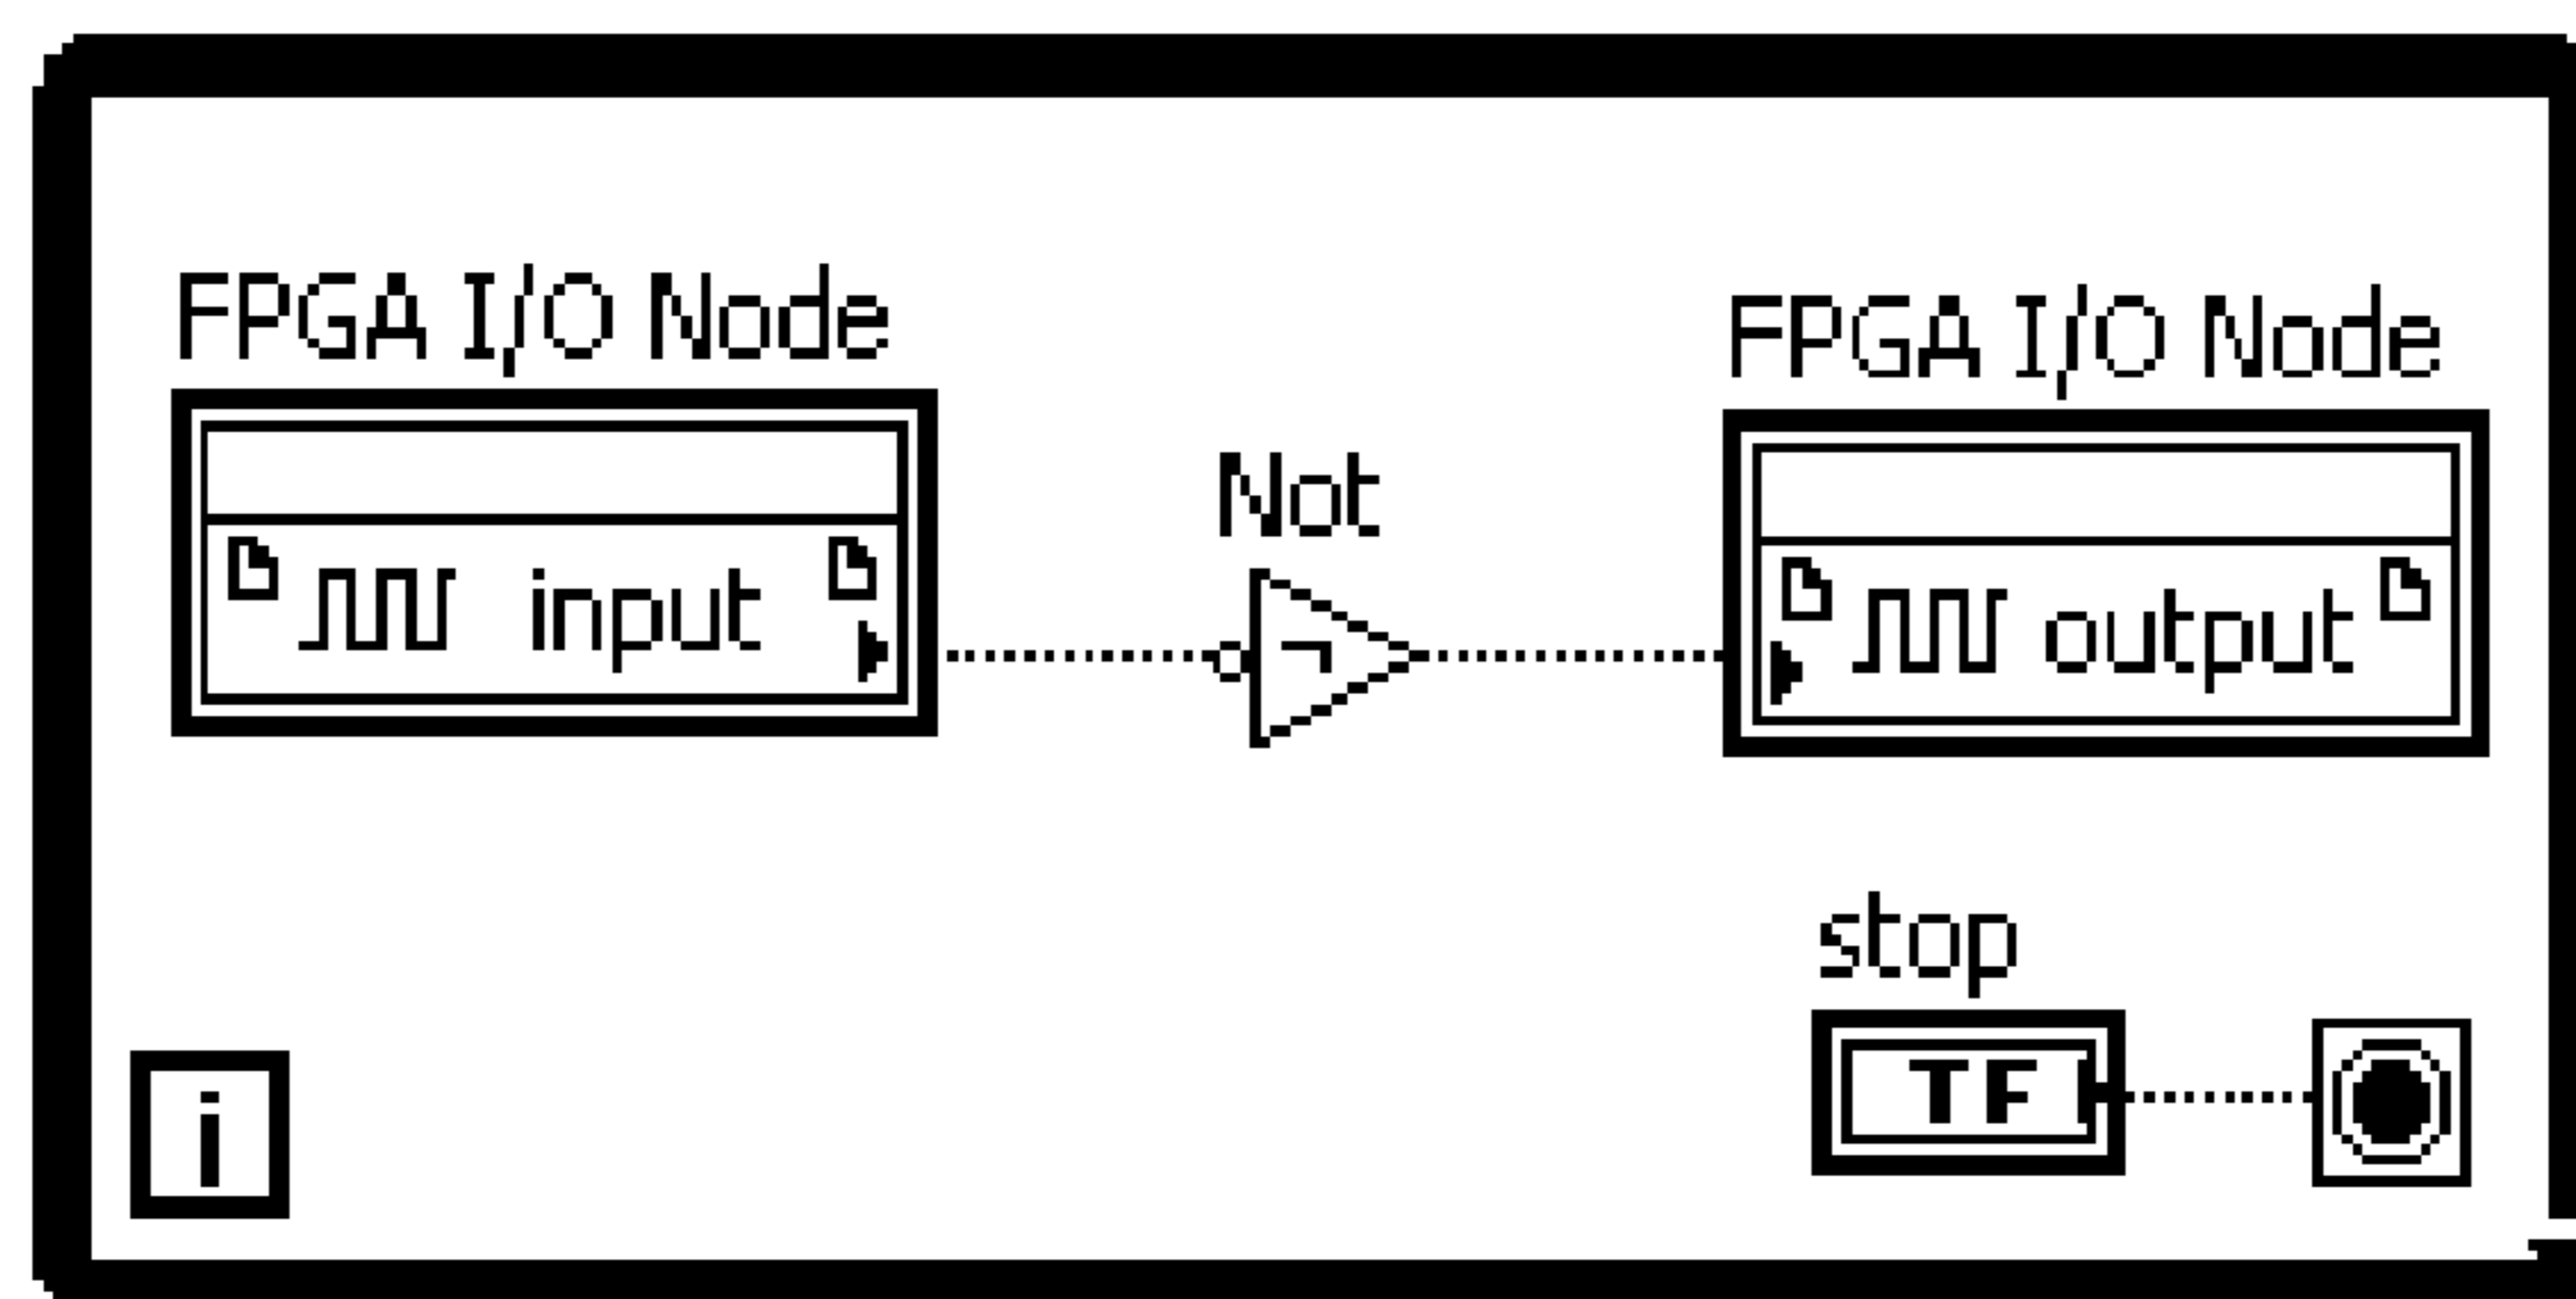 FPGA I/O Node
FPGA I/O Node
Not
input
output
stop
TF
i